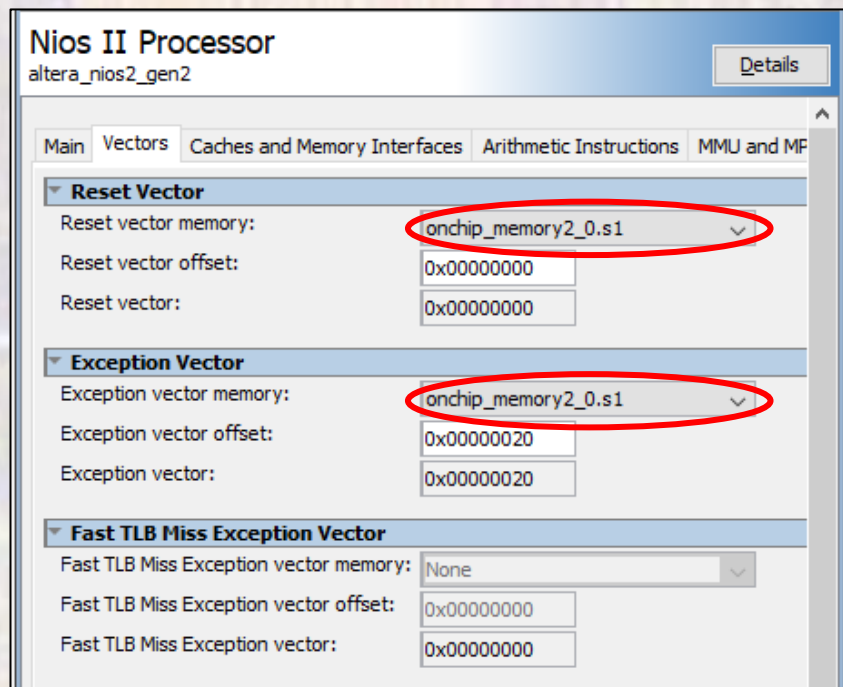 Nios II Processor
altera_nios2_gen2
Details
Main Vectors Caches and Memory Interfaces Arithmetic Instructions MMU and MP
Reset Vector
Reset vector memory: onchip_memory2_0.s1
Reset vector offset: 0x00000000
Reset vector: 0x00000000
Exception Vector
Exception vector memory: onchip_memory2_0.s1
Exception vector offset: 0x00000020
Exception vector: 0x00000020
Fast TLB Miss Exception Vector
Fast TLB Miss Exception vector memory: None
Fast TLB Miss Exception vector offset: 0x00000000
Fast TLB Miss Exception vector: 0x00000000